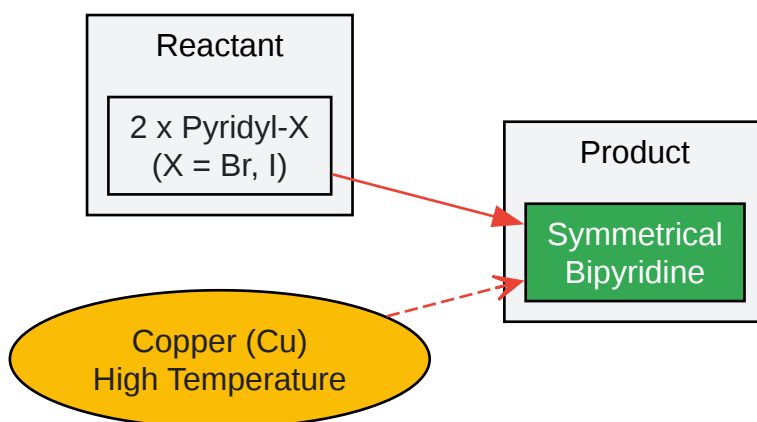 Reactant
2 x Pyridyl-X
(X = Br, I)
Product
Symmetrical
Bipyridine
Copper (Cu)
High Temperature